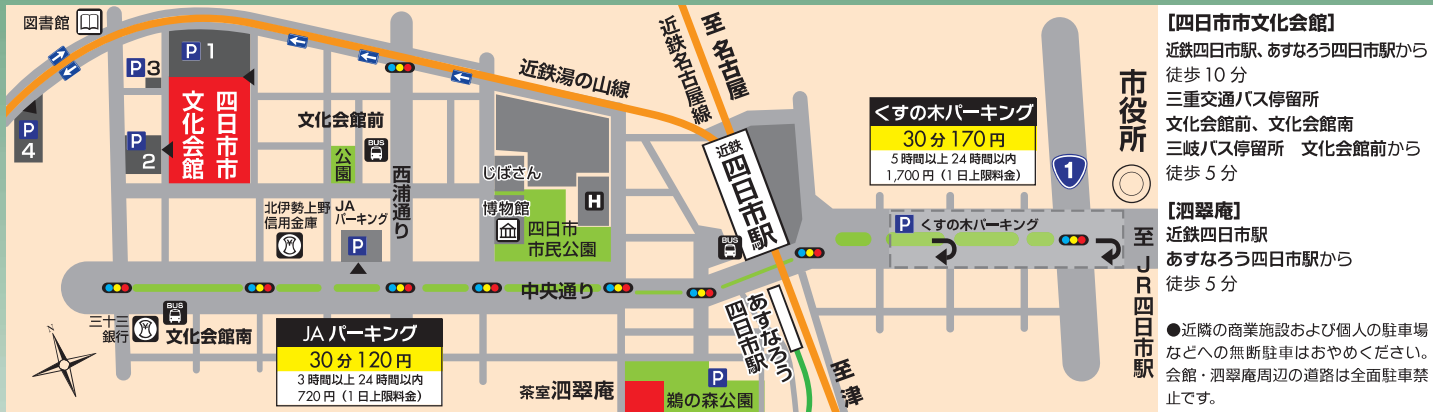 図書館
P 1
P 3
P 2
P 4
四日市市
文化会館
文化会館前
BUS
公園
西浦通り
近鉄湯の山線
近鉄名古屋線
至 名古屋
じばさん
博物館
H
四日市
市民公園
北伊勢上野
信用金庫
JA
パーキング
P
近鉄
四日市駅
BUS
くすの木パーキング
30分170円
5時間以上24時間以内
1,700円(1日上限料金)
1
市役所
P くすの木パーキング
至 JR四日市駅
中央通り
三十三
銀行
BUS
文化会館南
N
JAパーキング
30分120円
3時間以上24時間以内
720円(1日上限料金)
茶室 泗翠庵
P
鵜の森公園
あすなろう
四日市駅
至 津
[四日市市文化会館]
近鉄四日市駅、あすなろう四日市駅から
徒歩10分
三重交通バス停留所
文化会館前、文化会館南
三岐バス停留所 文化会館前から
徒歩5分
[泗翠庵]
近鉄四日市駅
あすなろう四日市駅から
徒歩5分
●近隣の商業施設および個人の駐車場
などへの無断駐車はおやめください。
会館・泗翠庵周辺の道路は全面駐車禁
止です。